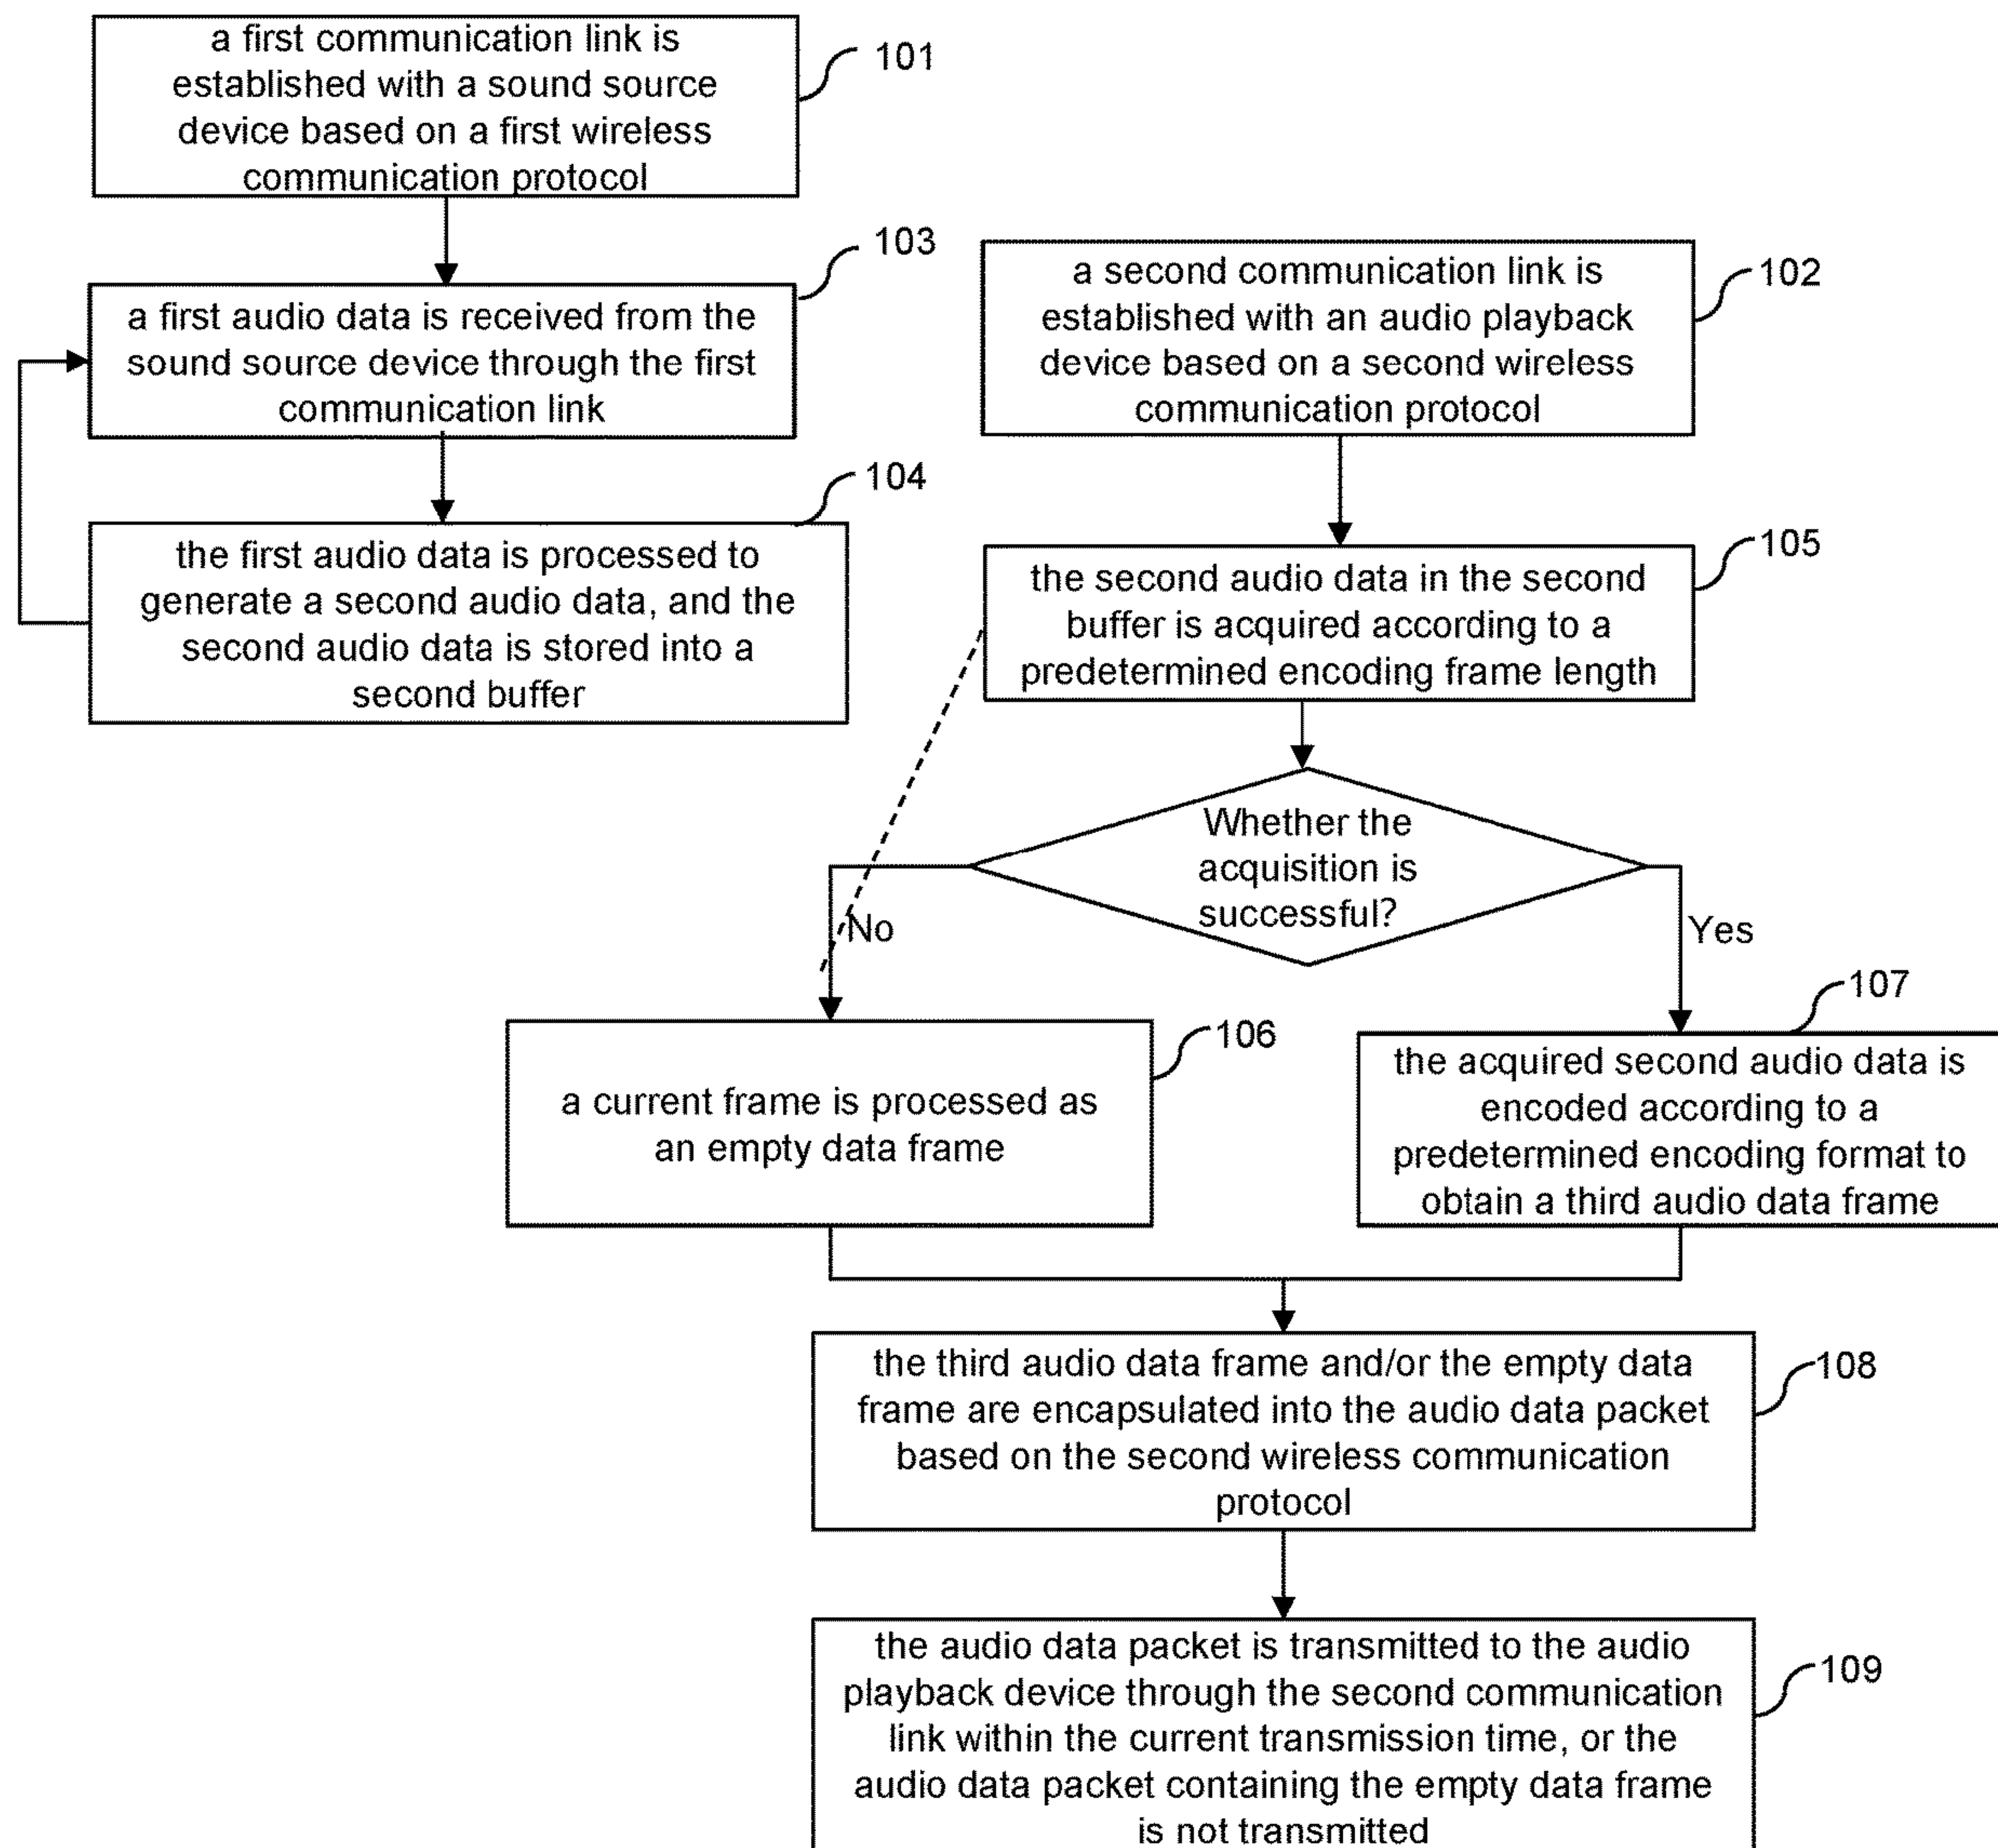 a first communication link is
established with a sound source
device based on a first wireless
communication protocol
101
a first audio data is received from the
sound source device through the first
communication link
103
a second communication link is
established with an audio playback
device based on a second wireless
communication protocol
102
the first audio data is processed to
generate a second audio data, and the
second audio data is stored into a
second buffer
104
the second audio data in the second
buffer is acquired according to a
predetermined encoding frame length
105
Whether the
acquisition is
successful?
No
Yes
a current frame is processed as
an empty data frame
106
the acquired second audio data is
encoded according to a
predetermined encoding format to
obtain a third audio data frame
107
the third audio data frame and/or the empty data
frame are encapsulated into the audio data packet
based on the second wireless communication
protocol
108
the audio data packet is transmitted to the audio
playback device through the second communication
link within the current transmission time, or the
audio data packet containing the empty data frame
is not transmitted
109